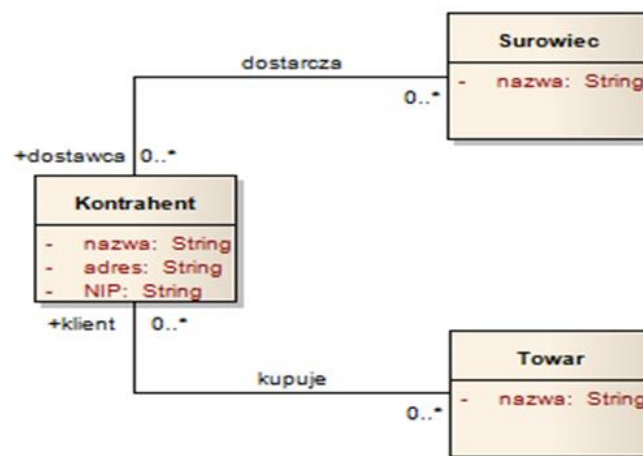 Surowiec
- nazwa: String
dostarcza
0..*
+dostawca 0..*
Kontrahent
- nazwa: String
- adres: String
- NIP: String
+klient 0..*
Towar
- nazwa: String
kupuje
0..*